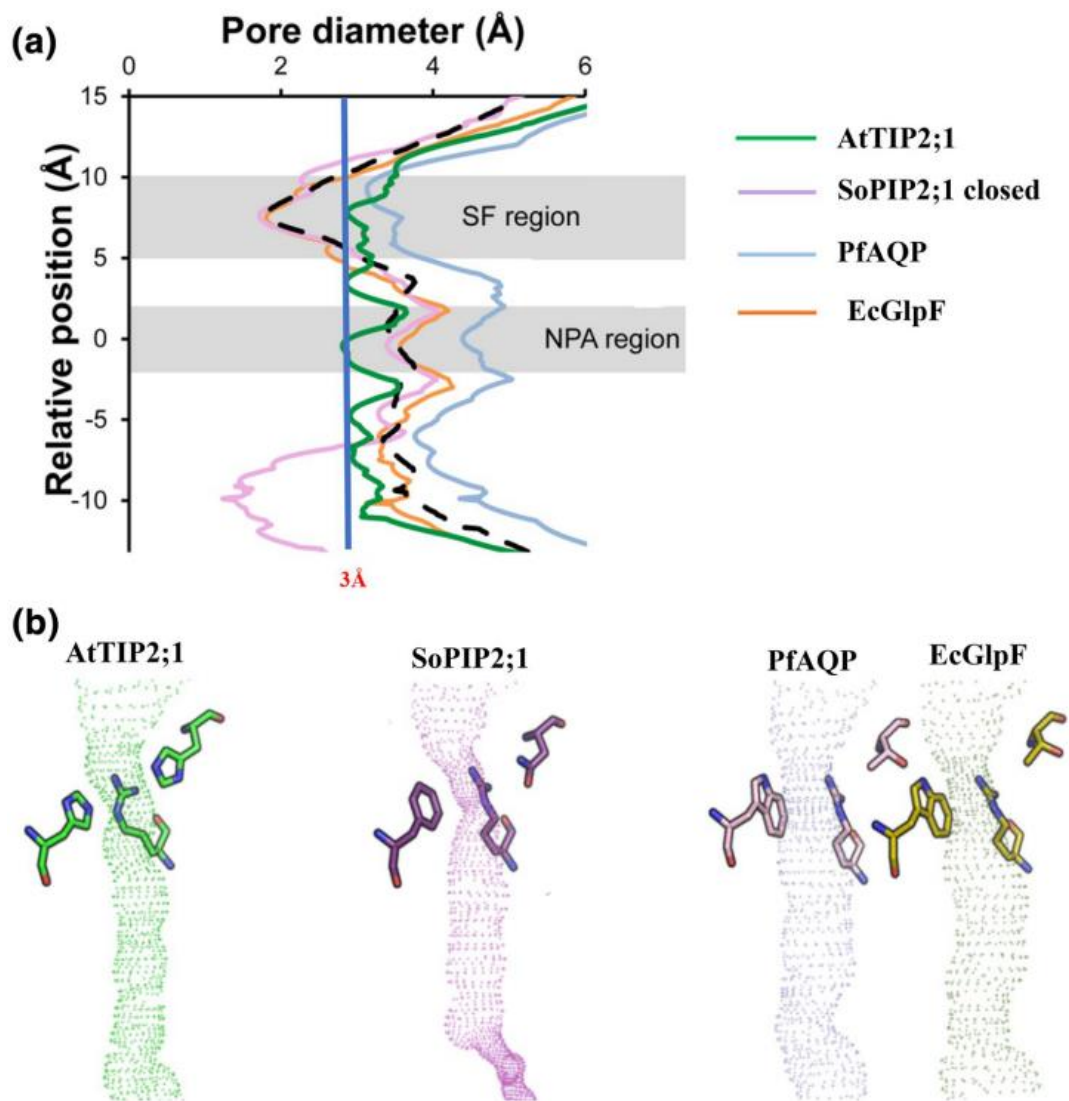 (a)
Pore diameter (Å)
0 2 4 6
15
10
5
0
-5
-10
Relative position (Å)
SF region
NPA region
3Å
AtTIP2;1
SoPIP2;1 closed
PfAQP
EcGlpF
(b)
AtTIP2;1 SoPIP2;1 PfAQP EcGlpF